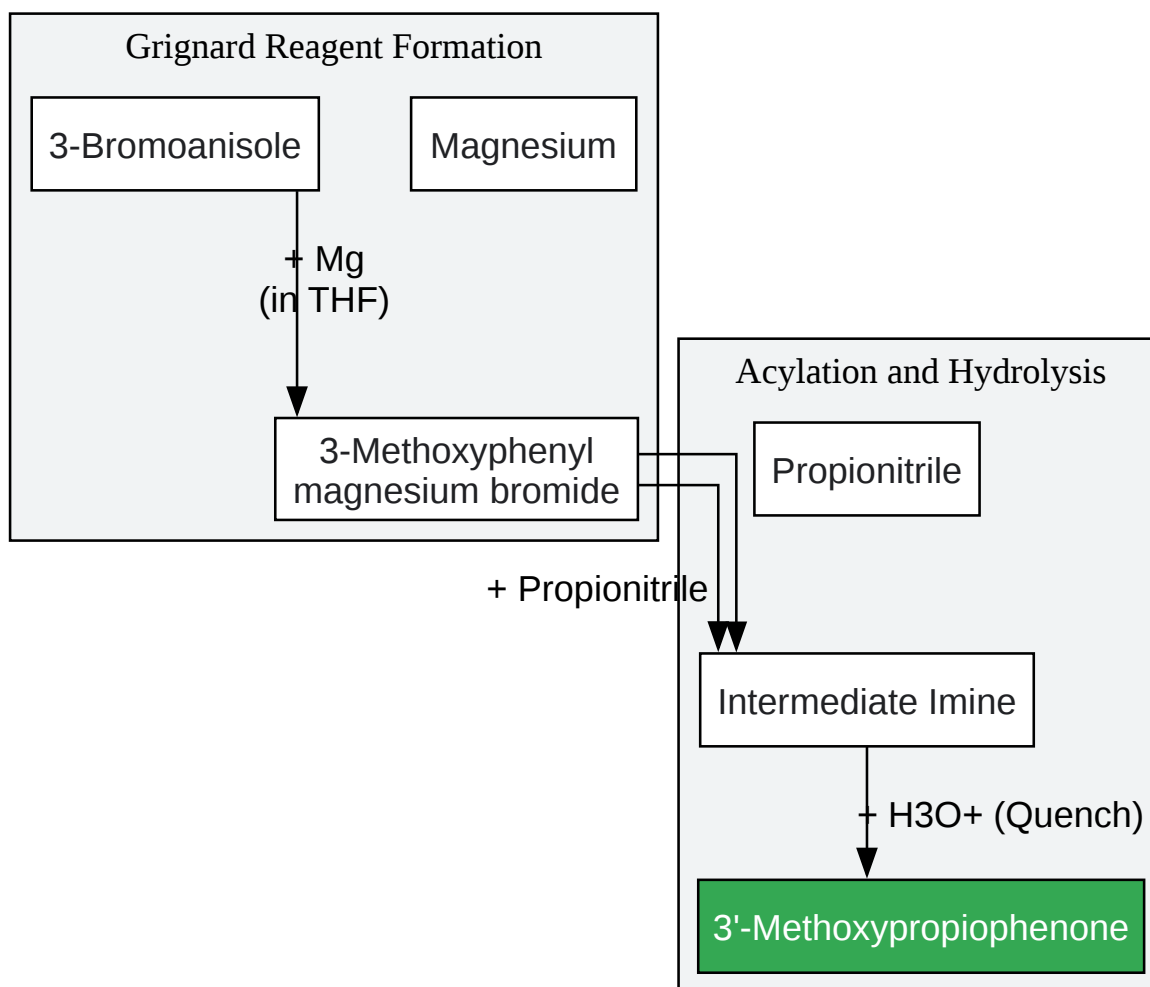 Grignard Reagent Formation
3-Bromoanisole
Magnesium
+ Mg
(in THF)
3-Methoxyphenyl
magnesium bromide
Acylation and Hydrolysis
Propionitrile
+ Propionitrile
Intermediate Imine
+ H3O+ (Quench)
3'-Methoxypropiophenone